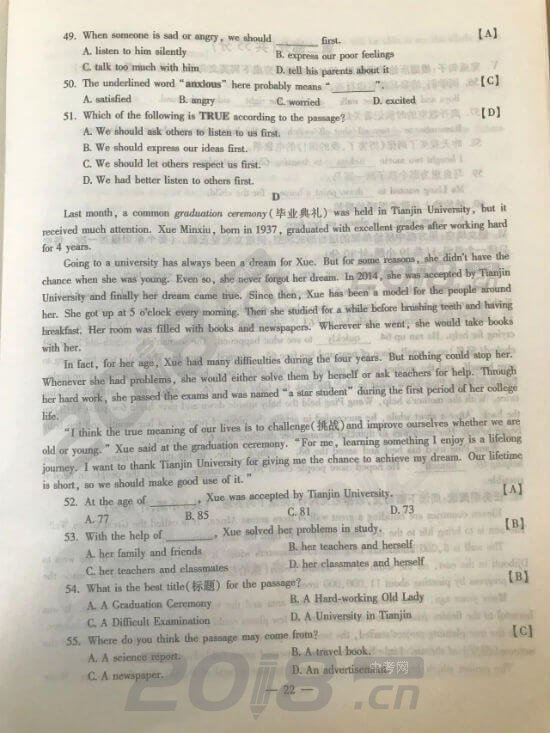 49. When someone is sad or angry, we should ______ first. 【A】
A. listen to him silently B. express our poor feelings
C. talk too much with him D. tell his parents about it
50. The underlined word "anxious" here probably means "______". 【C】
A. satisfied B. angry C. worried D. excited
51. Which of the following is TRUE according to the passage? 【D】
A. We should ask others to listen to us first.
B. We should express our ideas first.
C. We should let others respect us first.
D. We had better listen to others first.
D
Last month, a common graduation ceremony(毕业典礼) was held in Tianjin University, but it
received much attention. Xue Minxiu, born in 1937, graduated with excellent grades after working hard
for 4 years.
Going to a university has always been a dream for Xue. But for some reasons, she didn't have the
chance when she was young. Even so, she never forgot her dream. In 2014, she was accepted by Tianjin
University and finally her dream came true. Since then, Xue has been a model for the people around
her. She got up at 5 o'clock every morning. Then she studied for a while before brushing teeth and having
breakfast. Her room was filled with books and newspapers. Wherever she went, she would take books
with her.
In fact, for her age, Xue had many difficulties during the four years. But nothing could stop her.
Whenever she had problems, she would either solve them by herself or ask teachers for help. Through
her hard work, she passed the exams and was named "a star student" during the first period of her college
life.
"I think the true meaning of our lives is to challenge(挑战)and improve ourselves whether we are
old or young." Xue said at the graduation ceremony. "For me, learning something I enjoy is a lifelong
journey. I want to thank Tianjin University for giving me the chance to achieve my dream. Our lifetime
is short, so we should make good use of it."
52. At the age of ______, Xue was accepted by Tianjin University. 【A】
A. 77 B. 85 C. 81 D. 73
53. With the help of ______, Xue solved her problems in study. 【B】
A. her family and friends B. her teachers and herself
C. her teachers and classmates D. her classmates and herself
54. What is the best title(标题) for the passage? 【B】
A. A Graduation Ceremony B. A Hard-working Old Lady
C. A Difficult Examination D. A University in Tianjin
55. Where do you think the passage may come from? 【C】
A. A science report. B. A travel book.
C. A newspaper. D. An advertisement.
中考网
— 22 —
2018.cn